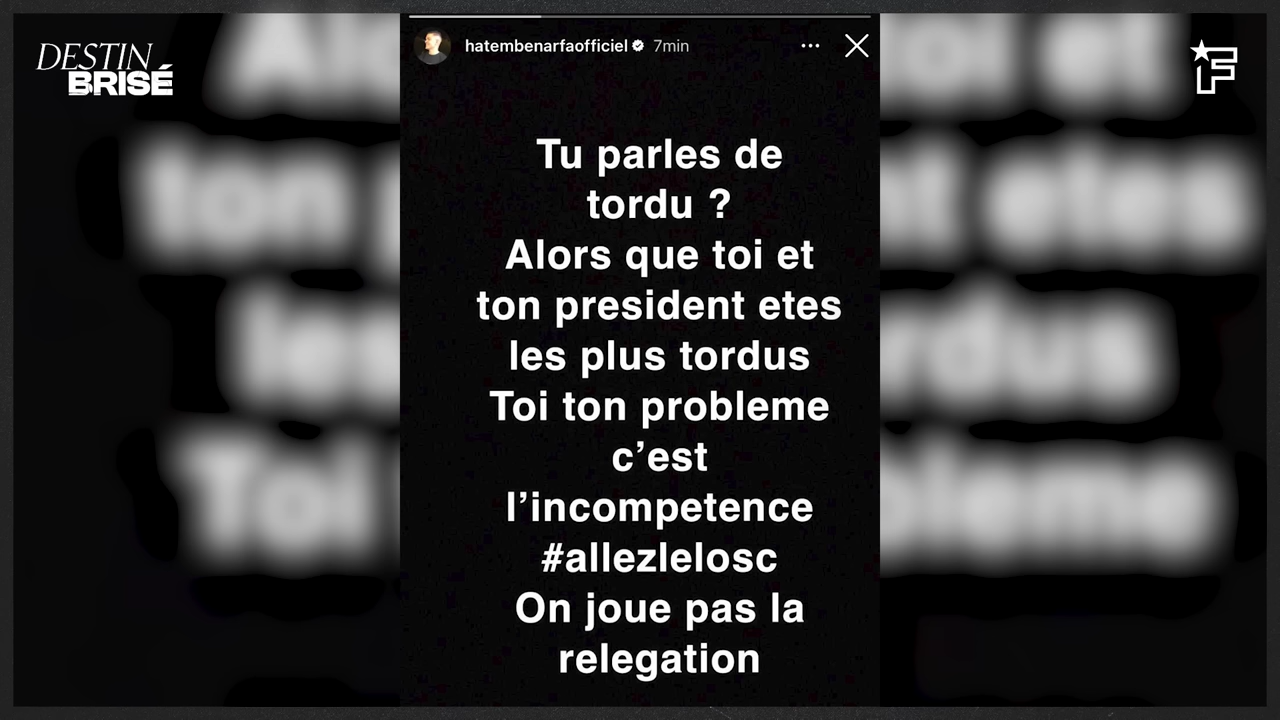 DESTIN
BRISÉ
hatembenarfaofficiel 7min
F
Tu parles de
tordu ?
Alors que toi et
ton president etes
les plus tordus
Toi ton probleme
c’est
l’incompetence
#allezlelosc
On joue pas la
relegation